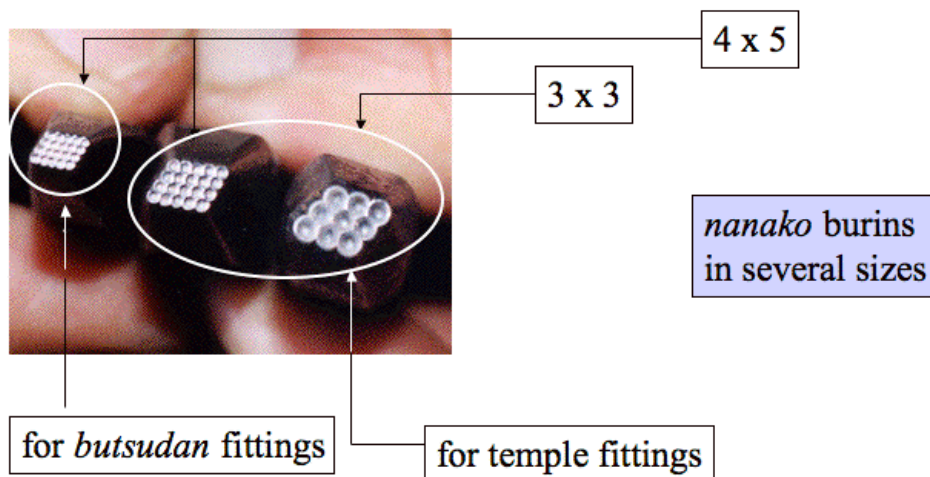 4 x 5
3 x 3
nanako burins
in several sizes
for butsudan fittings
for temple fittings